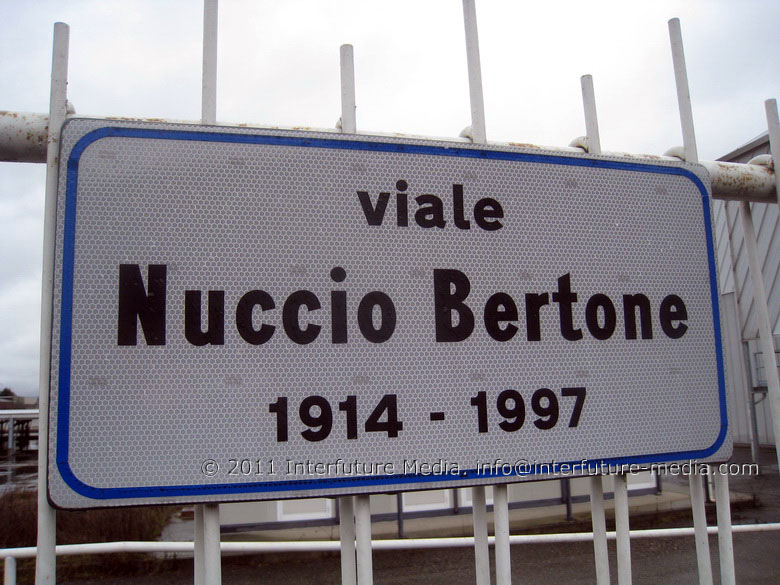 viale
Nuccio Bertone
1914 - 1997
© 2011 Interfuture Media, info@interfuture-media.com